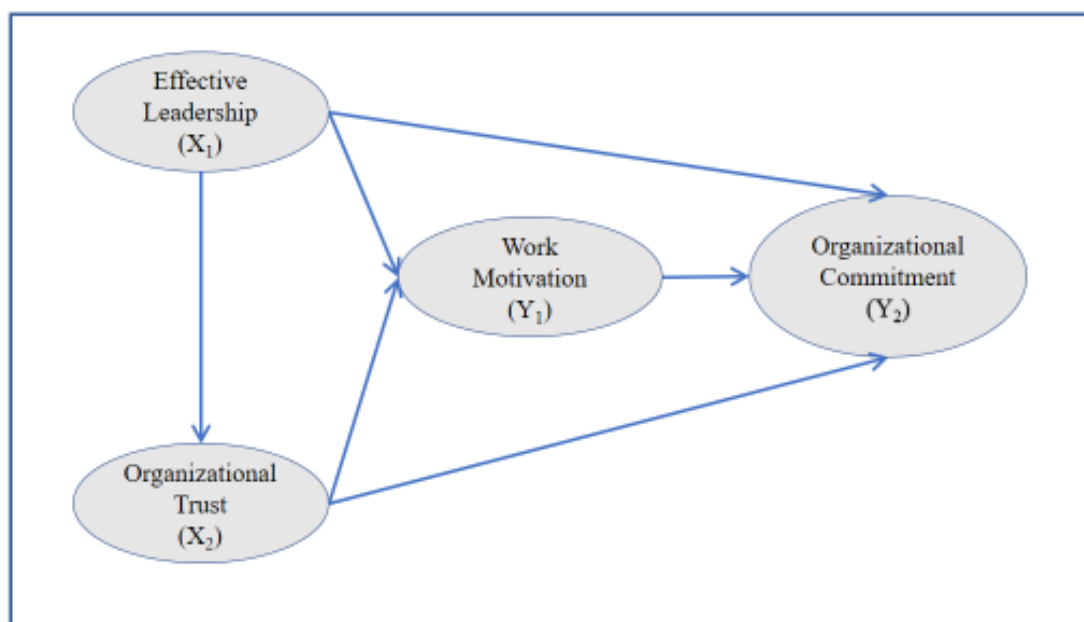 Effective
Leadership
(X₁)
Work
Motivation
(Y₁)
Organizational
Commitment
(Y₂)
Organizational
Trust
(X₂)